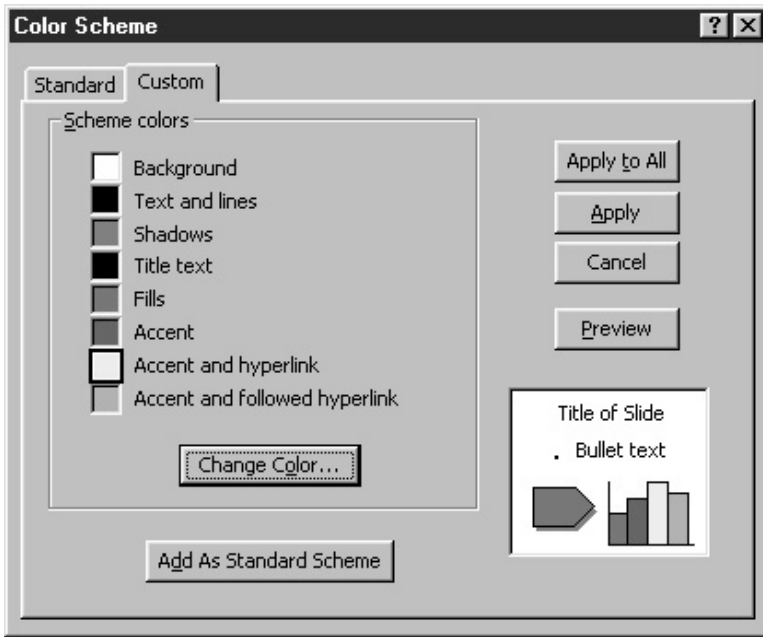 Color Scheme
Standard
Custom
Scheme colors
Background
Text and lines
Shadows
Title text
Fills
Accent
Accent and hyperlink
Accent and followed hyperlink
Change Color...
Add As Standard Scheme
Apply to All
Apply
Cancel
Preview
Title of Slide
. Bullet text